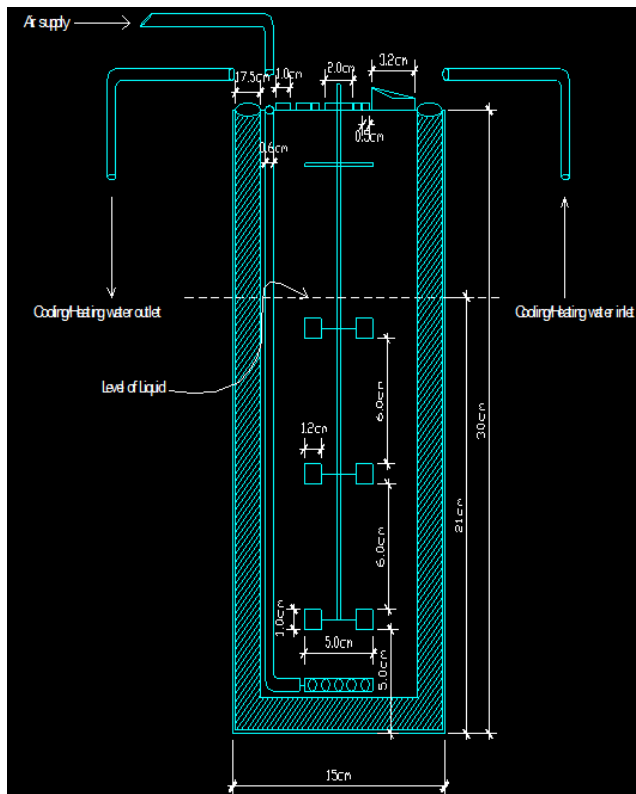 Air supply
17.5cm
1.0cm
2.0cm
3.2cm
0.5cm
0.6cm
Cooling/Heating water outlet
Cooling/Heating water inlet
Level of Liquid
6.0cm
1.2cm
30cm
21cm
6.0cm
1.0cm
5.0cm
5.0cm
15cm